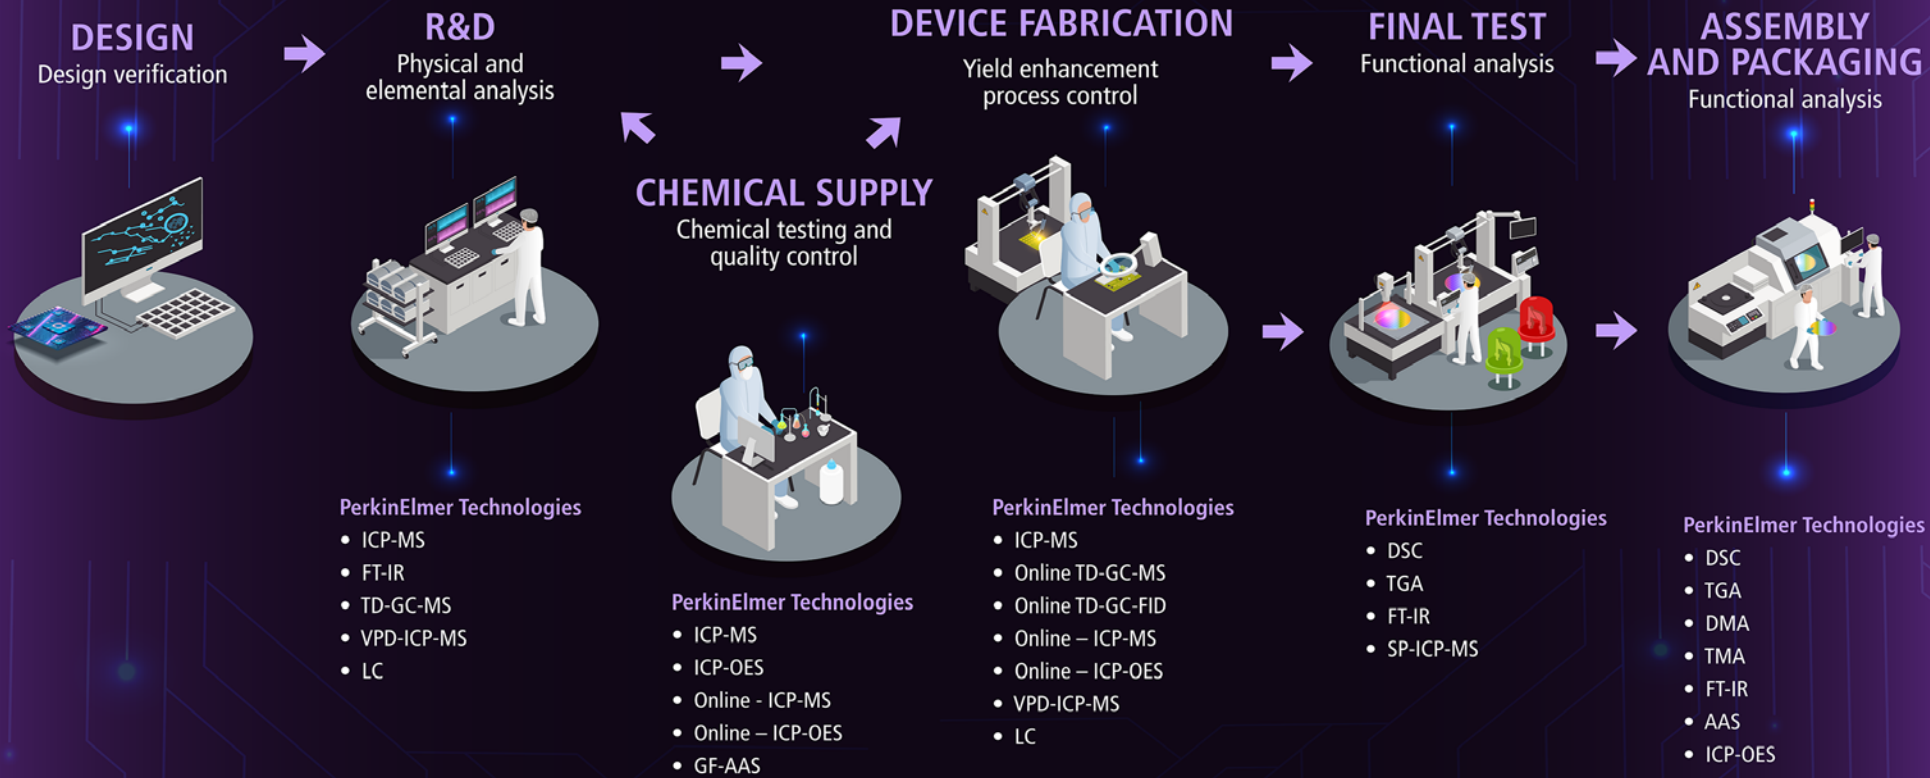 DESIGN
Design verification
R&D
Physical and
elemental analysis
CHEMICAL SUPPLY
Chemical testing and
quality control
DEVICE FABRICATION
Yield enhancement
process control
FINAL TEST
Functional analysis
ASSEMBLY
AND PACKAGING
Functional analysis
PerkinElmer Technologies
• ICP-MS
• FT-IR
• TD-GC-MS
• VPD-ICP-MS
• LC
PerkinElmer Technologies
• ICP-MS
• ICP-OES
• Online - ICP-MS
• Online – ICP-OES
• GF-AAS
PerkinElmer Technologies
• ICP-MS
• Online TD-GC-MS
• Online TD-GC-FID
• Online – ICP-MS
• Online – ICP-OES
• VPD-ICP-MS
• LC
PerkinElmer Technologies
• DSC
• TGA
• FT-IR
• SP-ICP-MS
PerkinElmer Technologies
• DSC
• TGA
• DMA
• TMA
• FT-IR
• AAS
• ICP-OES